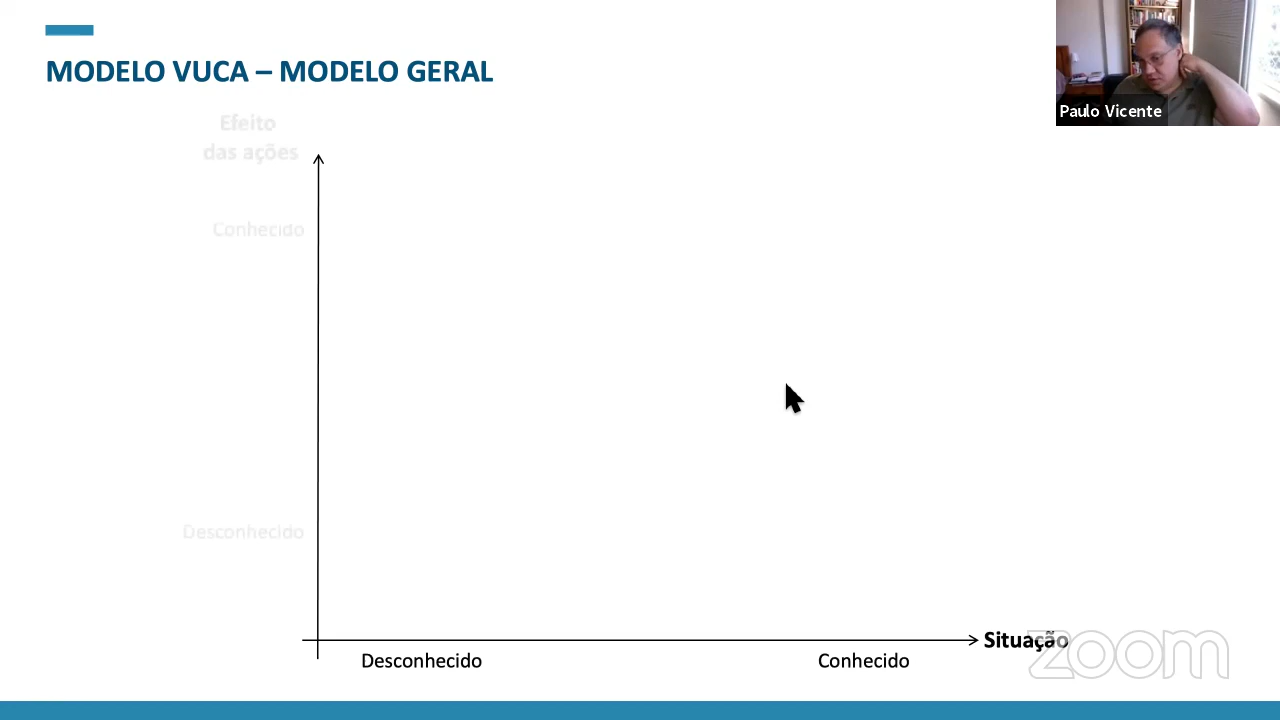 MODELO VUCA – MODELO GERAL
Paulo Vicente
Efeito
das ações
Conhecido
Desconhecido
Situação
zoom
Desconhecido
Conhecido